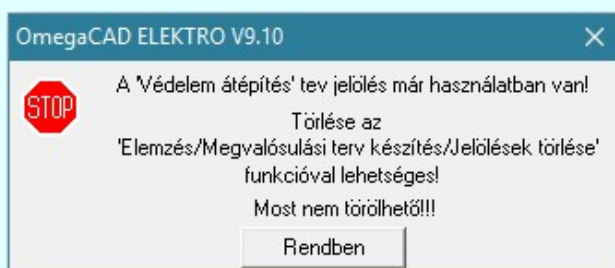 OmegaCAD ELEKTRO V9.10
STOP
A 'Védelem átépítés' tev jelölés már használatban van!
Törlése az
'Elemzés/Megvalósulási terv készítés/Jelölések törlése'
funkcióval lehetséges!
Most nem törölhető!!!
Rendben